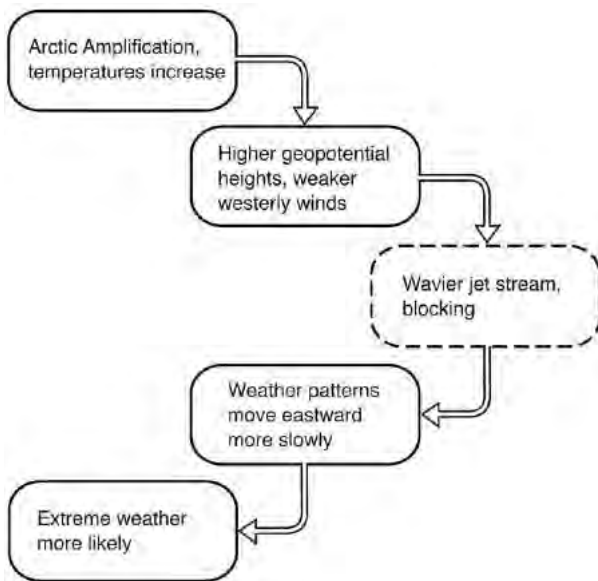 Arctic Amplification,
temperatures increase
Higher geopotential
heights, weaker
westerly winds
Wavier jet stream,
blocking
Weather patterns
move eastward
more slowly
Extreme weather
more likely